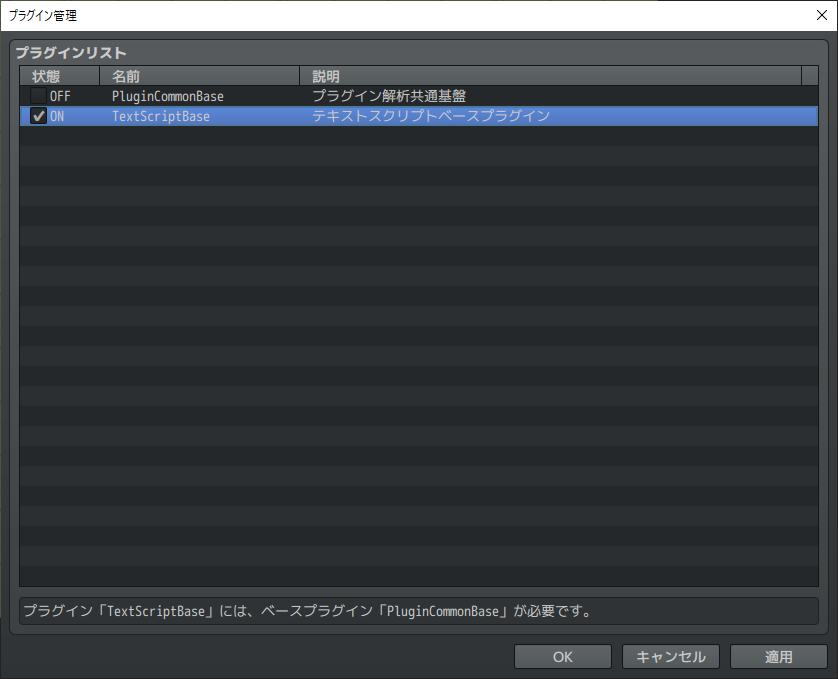 プラグイン管理
プラグインリスト
状態 名前 説明
OFF PluginCommonBase プラグイン解析共通基盤
ON TextScriptBase テキストスクリプトベースプラグイン
プラグイン「TextScriptBase」には、ベースプラグイン「PluginCommonBase」が必要です。
OK キャンセル 適用